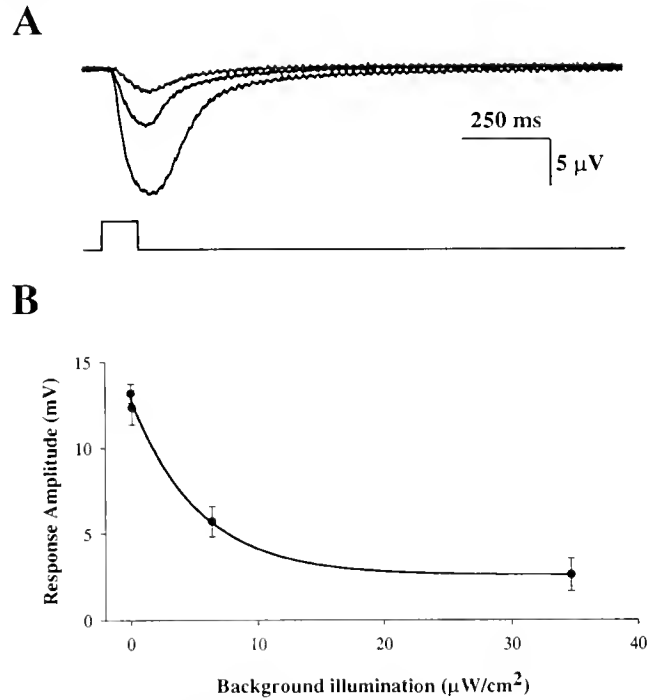 A
250 ms
5 µV
B
15
10
5
0
Response Amplitude (mV)
0 10 20 30 40
Background illumination (µW/cm²)